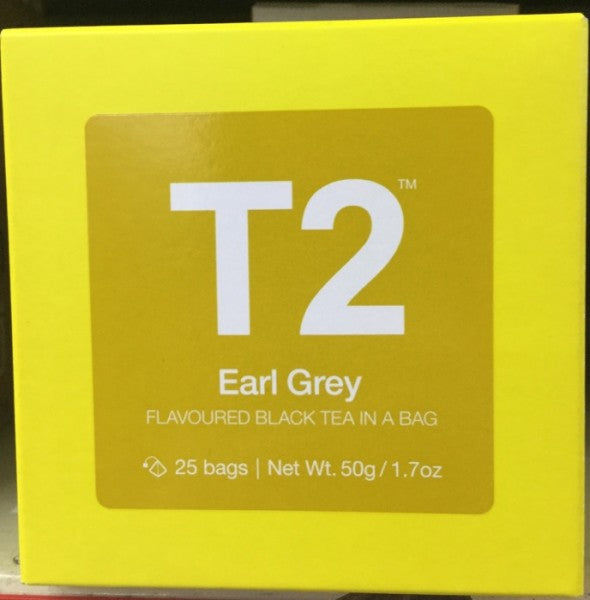 T2™
Earl Grey
FLAVOURED BLACK TEA IN A BAG
25 bags | Net Wt. 50g / 1.7oz